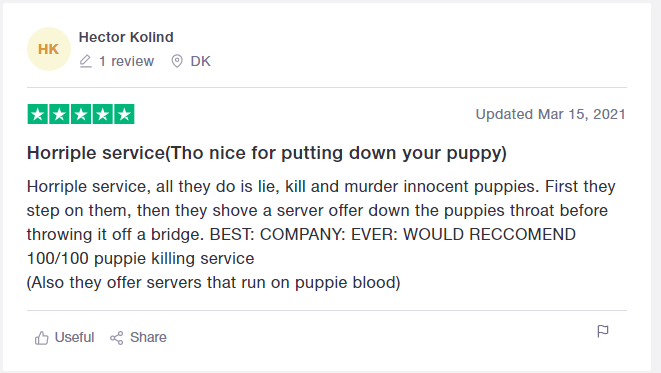 HK
Hector Kolind
1 review DK
Updated Mar 15, 2021
Horriple service(Tho nice for putting down your puppy)
Horriple service, all they do is lie, kill and murder innocent puppies. First they
step on them, then they shove a server offer down the puppies throat before
throwing it off a bridge. BEST: COMPANY: EVER: WOULD RECCOMEND
100/100 puppie killing service
(Also they offer servers that run on puppie blood)
Useful Share